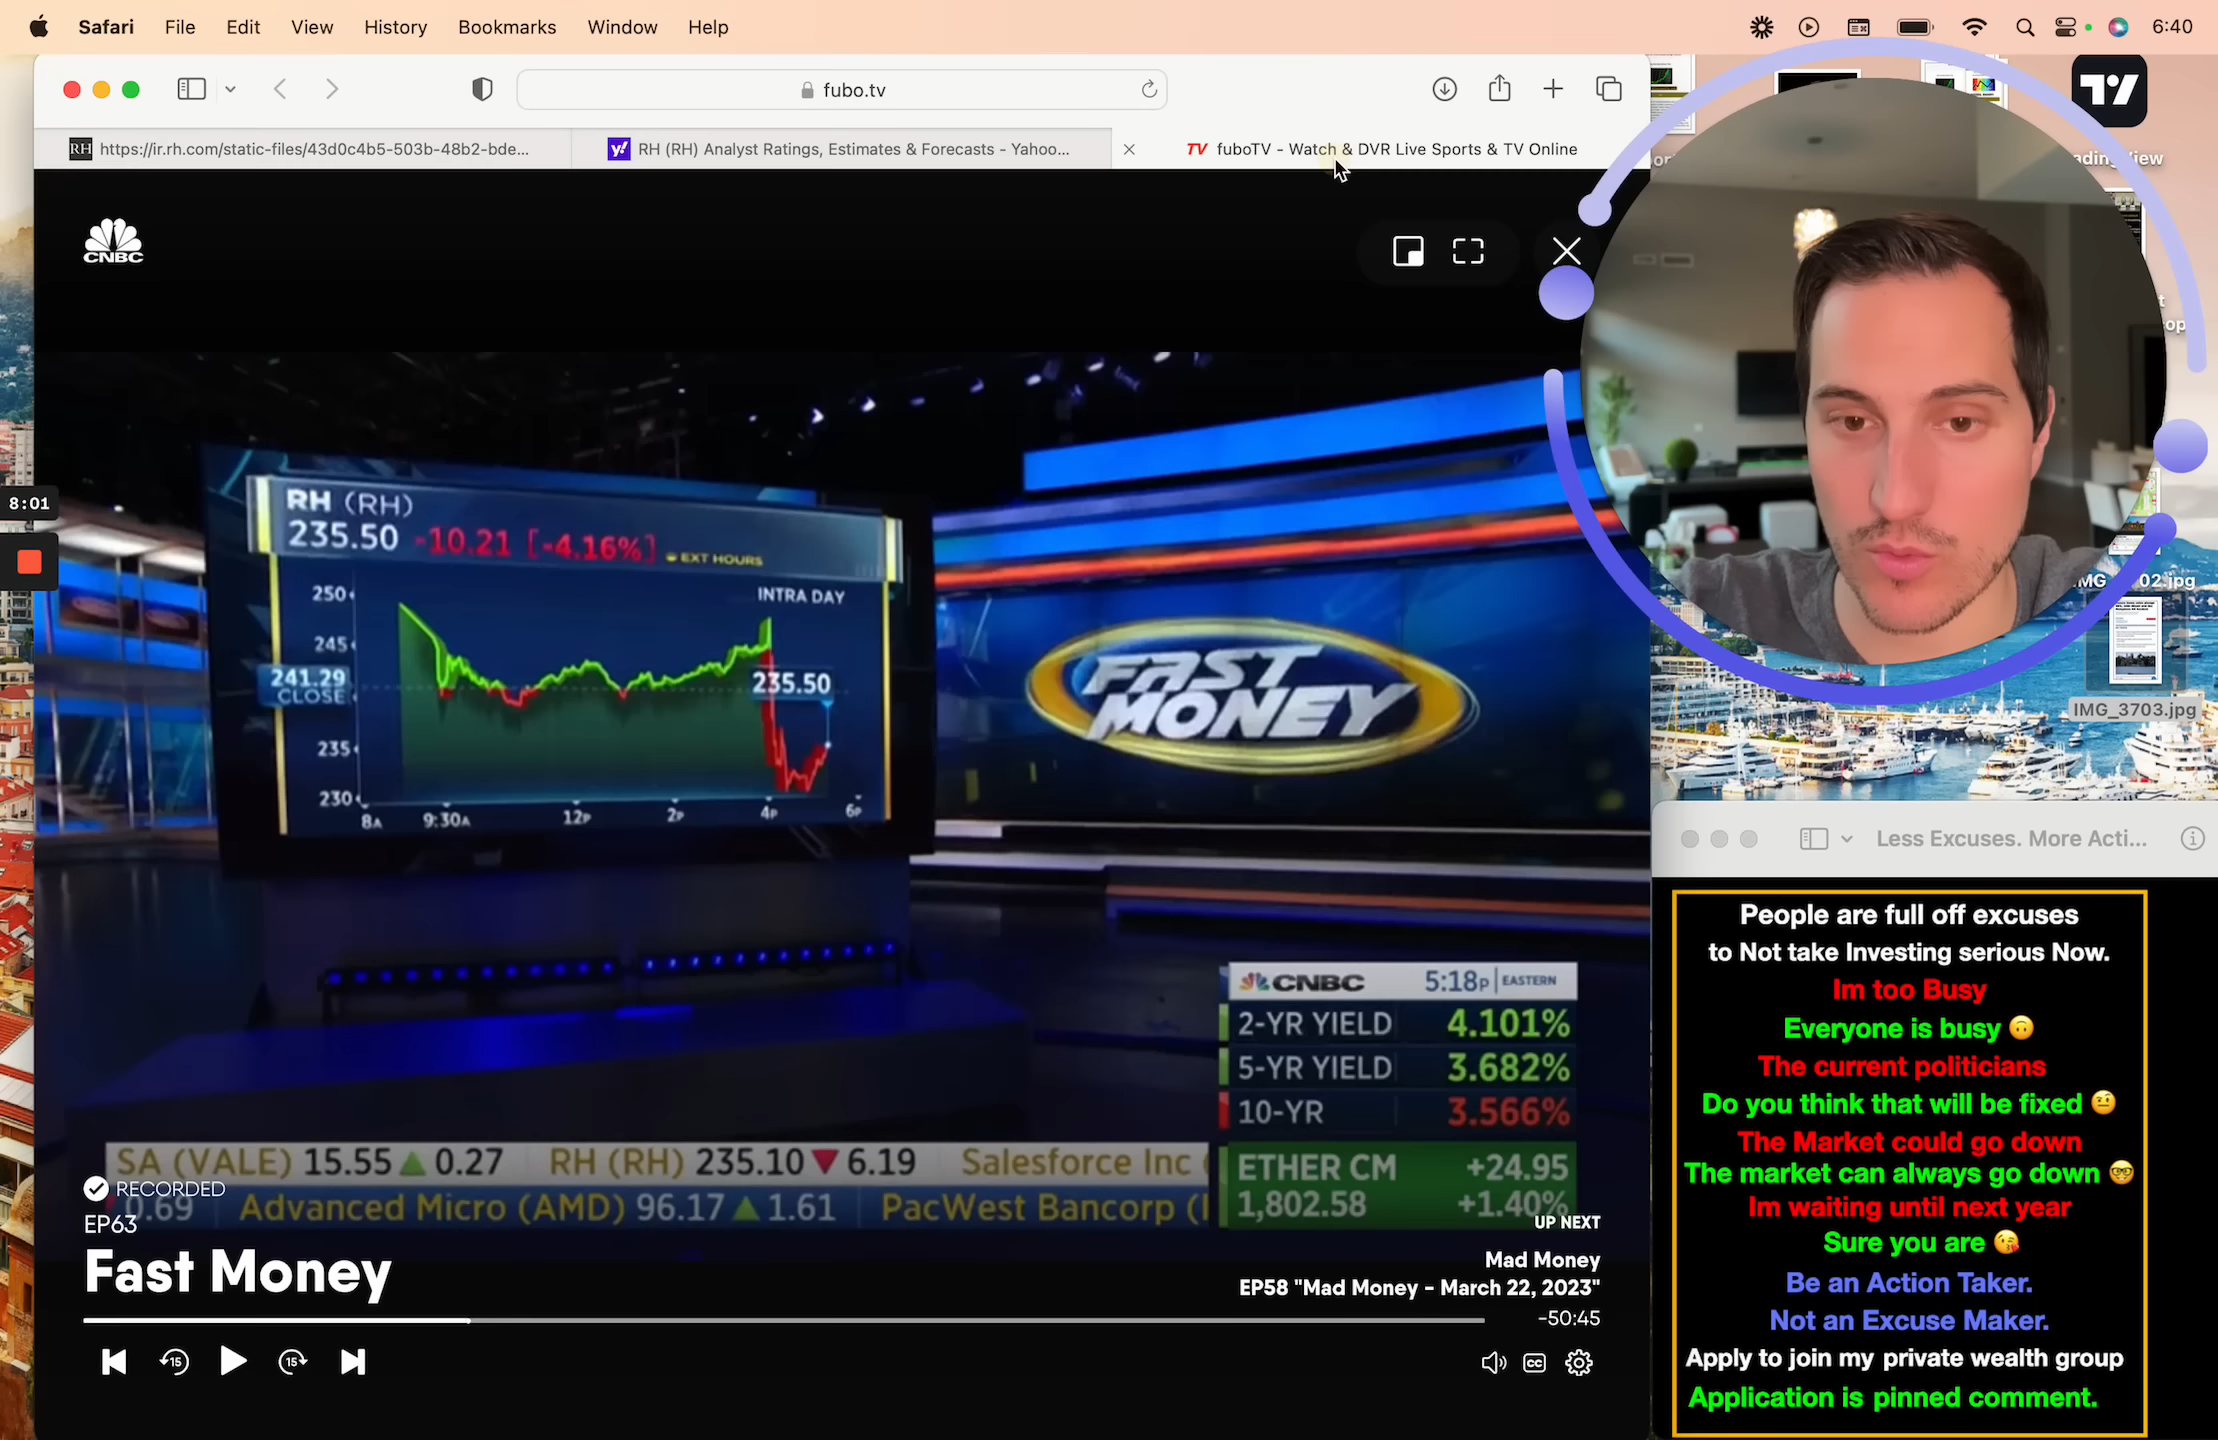 Safari File Edit View History Bookmarks Window Help 6:40
fubo.tv
RH https://ir.rh.com/static-files/43d0c4b5-503b-48b2-bde...
y! RH (RH) Analyst Ratings, Estimates & Forecasts - Yahoo...
TV fuboTV - Watch & DVR Live Sports & TV Online
CNBC
8:01
RH (RH)
235.50 -10.21 [-4.16%] EXT HOURS
INTRA DAY
250
245
241.29
CLOSE
235.50
235
230
8A 9:30A 12P 2P 4P 6P
FAST
MONEY
CNBC 5:18P EASTERN
2-YR YIELD 4.101%
5-YR YIELD 3.682%
10-YR 3.566%
ETHER CM +24.95
1,802.58 +1.40%
SA (VALE) 15.55 ▲ 0.27 RH (RH) 235.10 ▼ 6.19 Salesforce Inc (
0.69 Advanced Micro (AMD) 96.17 ▲ 1.61 PacWest Bancorp (
RECORDED
EP63
Fast Money
UP NEXT
Mad Money
EP58 "Mad Money - March 22, 2023"
-50:45
15
15
CC
02.jpg
IMG_3703.jpg
Less Excuses. More Acti...
People are full off excuses
to Not take Investing serious Now.
Im too Busy
Everyone is busy 🙃
The current politicians
Do you think that will be fixed 🤨
The Market could go down
The market can always go down 🤓
Im waiting until next year
Sure you are 😘
Be an Action Taker.
Not an Excuse Maker.
Apply to join my private wealth group
Application is pinned comment.